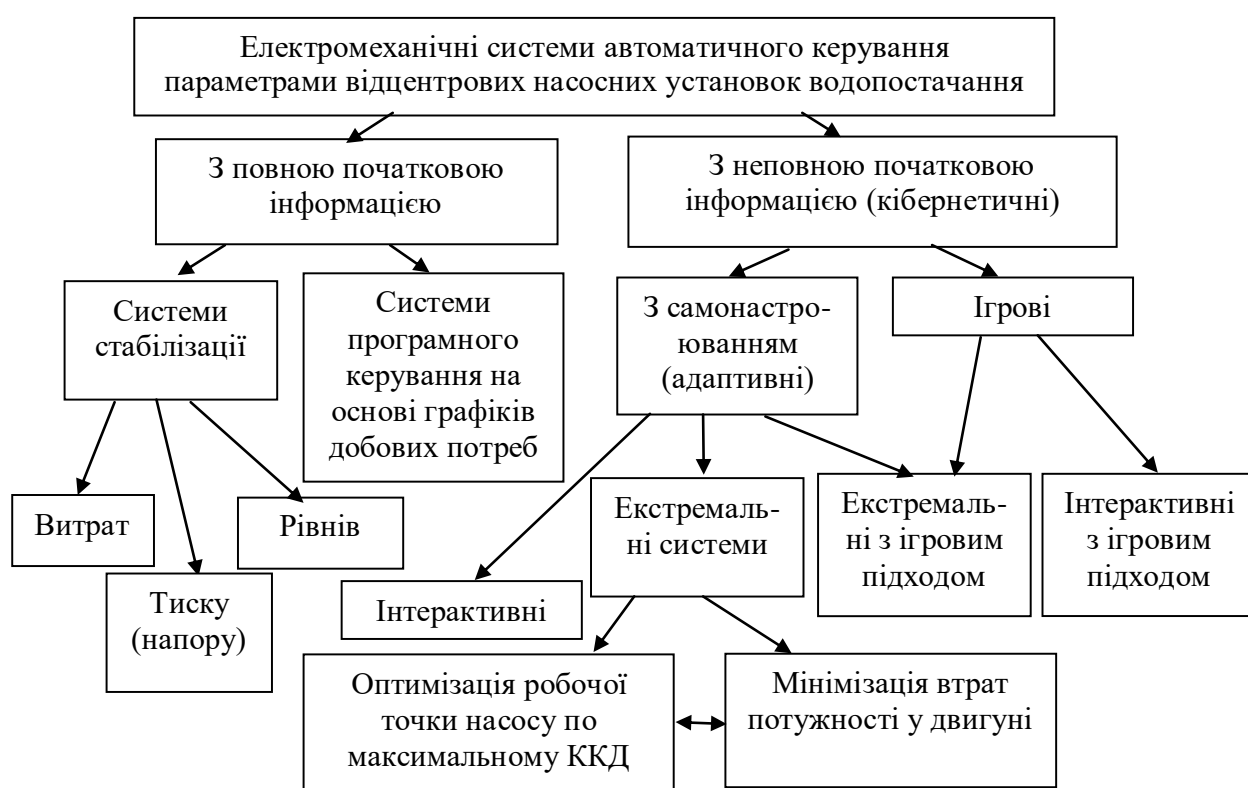 Електромеханічні системи автоматичного керування
параметрами відцентрових насосних установок водопостачання
З повною початковою
інформацією
З неповною початковою
інформацією (кібернетичні)
Системи
стабілізації
Системи
програмного
керування на
основі графіків
добових потреб
З самонастро-
юванням
(адаптивні)
Ігрові
Витрат
Тиску
(напору)
Рівнів
Інтерактивні
Екстремаль-
ні системи
Екстремаль-
ні з ігровим
підходом
Інтерактивні
з ігровим
підходом
Оптимізація робочої
точки насосу по
максимальному ККД
Мінімізація втрат
потужності у двигуні